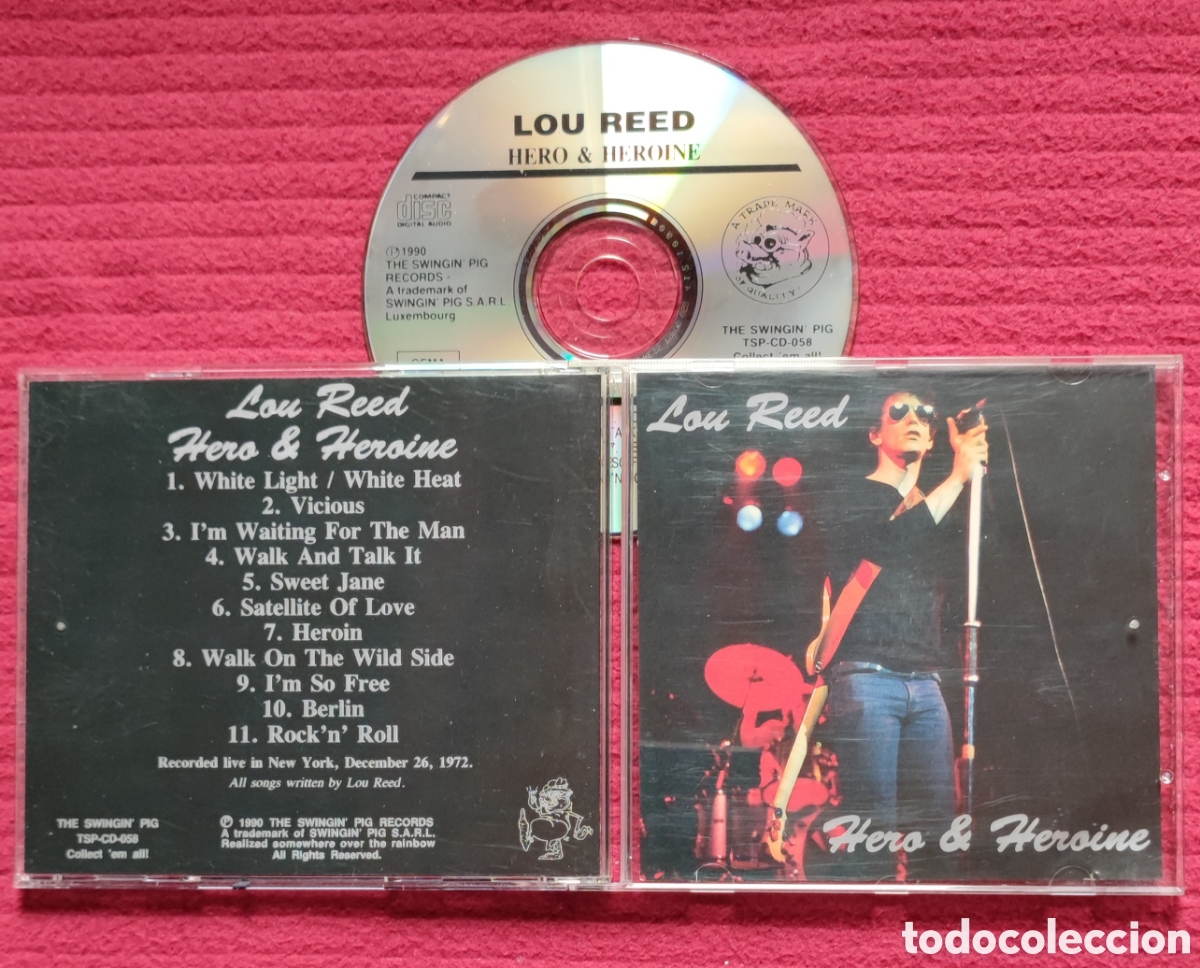 LOU REED
HERO & HEROINE
COMPACT
disc
DIGITAL AUDIO
Ⓟ1990
THE SWINGIN' PIG
RECORDS -
A trademark of
SWINGIN' PIG S.A.R.L.
Luxembourg
A TRADE MARK
OF QUALITY
THE SWINGIN' PIG
TSP-CD-058
Collect 'em all!
GEMA
Lou Reed
Hero & Heroine
1. White Light / White Heat
2. Vicious
3. I'm Waiting For The Man
4. Walk And Talk It
5. Sweet Jane
6. Satellite Of Love
7. Heroin
8. Walk On The Wild Side
9. I'm So Free
10. Berlin
11. Rock'n' Roll
Recorded live in New York, December 26, 1972.
All songs written by Lou Reed.
THE SWINGIN' PIG
TSP-CD-058
Collect 'em all!
Ⓟ 1990 THE SWINGIN' PIG RECORDS
A trademark of SWINGIN' PIG S.A.R.L.
Realized somewhere over the rainbow
All Rights Reserved.
Lou Reed
Hero & Heroine
todocoleccion